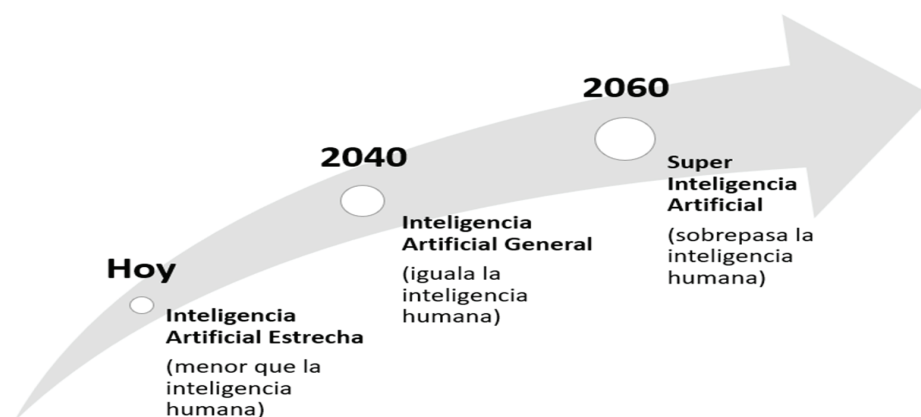 Hoy
Inteligencia
Artificial Estrecha
(menor que la
inteligencia
humana)
2040
Inteligencia
Artificial General
(iguala la
inteligencia
humana)
2060
Super
Inteligencia
Artificial
(sobrepasa la
inteligencia
humana)